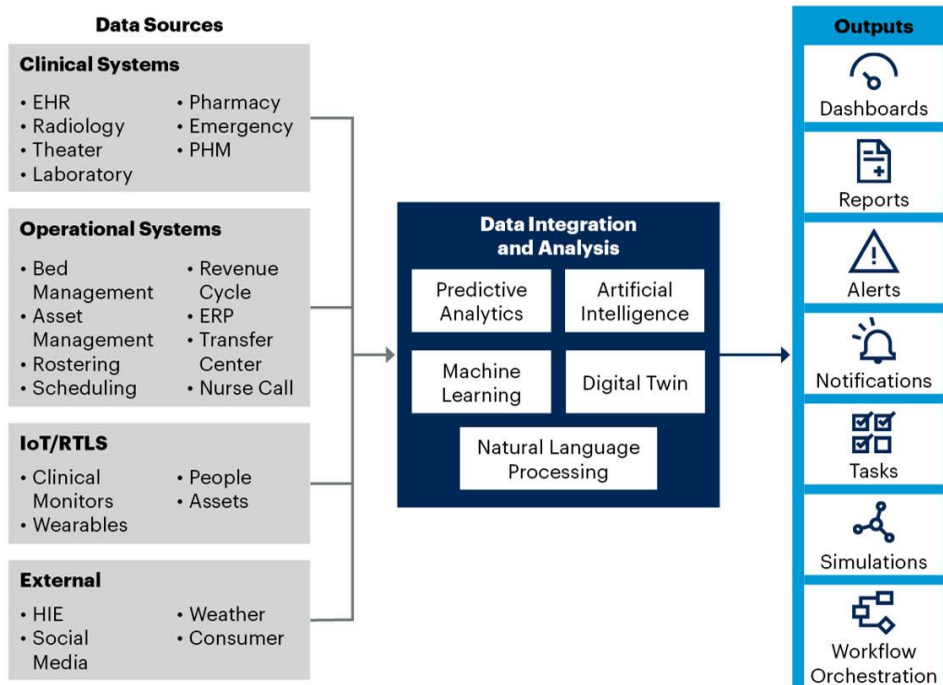 Data Sources
Clinical Systems
• EHR
• Radiology
• Theater
• Laboratory
• Pharmacy
• Emergency
• PHM
Operational Systems
• Bed
Management
• Asset
Management
• Rostering
• Scheduling
• Revenue
Cycle
• ERP
• Transfer
Center
• Nurse Call
IoT/RTLS
• Clinical
Monitors
• Wearables
• People
• Assets
External
• HIE
• Social
Media
• Weather
• Consumer
Data Integration
and Analysis
Predictive
Analytics
Artificial
Intelligence
Machine
Learning
Digital Twin
Natural Language
Processing
Outputs
Dashboards
Reports
Alerts
Notifications
Tasks
Simulations
Workflow
Orchestration